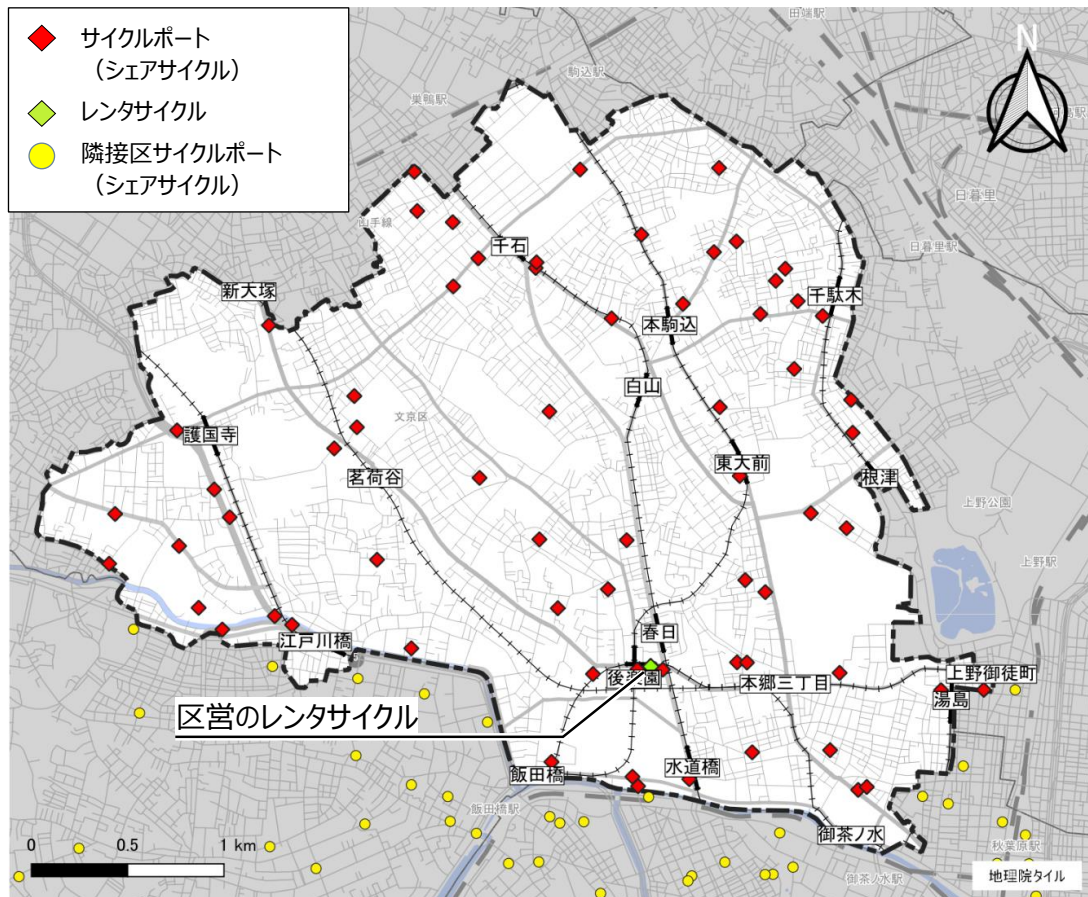 サイクルポート
（シェアサイクル）
レンタサイクル
隣接区サイクルポート
（シェアサイクル）
N
田端駅
駒込駅
巣鴨駅
日暮里
日暮里駅
山手線
千石
新大塚
千駄木
本駒込
白山
文京区
護国寺
東大前
茗荷谷
根津
上野公園
上野駅
春日
江戸川橋
後楽園
本郷三丁目
上野御徒町
湯島
区営のレンタサイクル
飯田橋
水道橋
飯田橋駅
御茶ノ水
秋葉原駅
御茶ノ水駅
0 0.5 1 km
地理院タイル